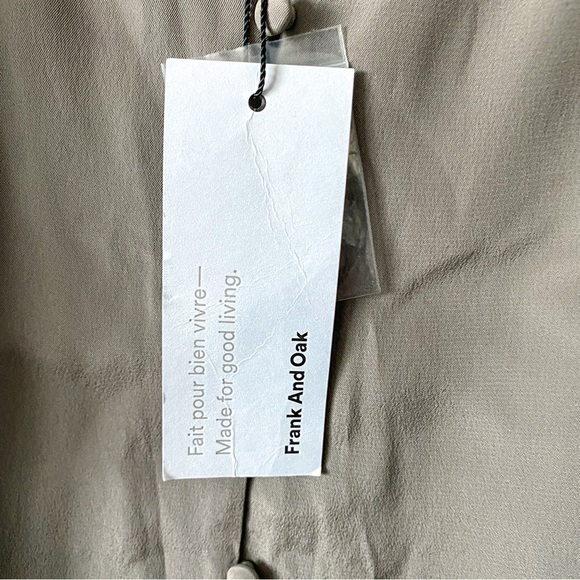 Fait pour bien vivre—
Made for good living.
Frank And Oak